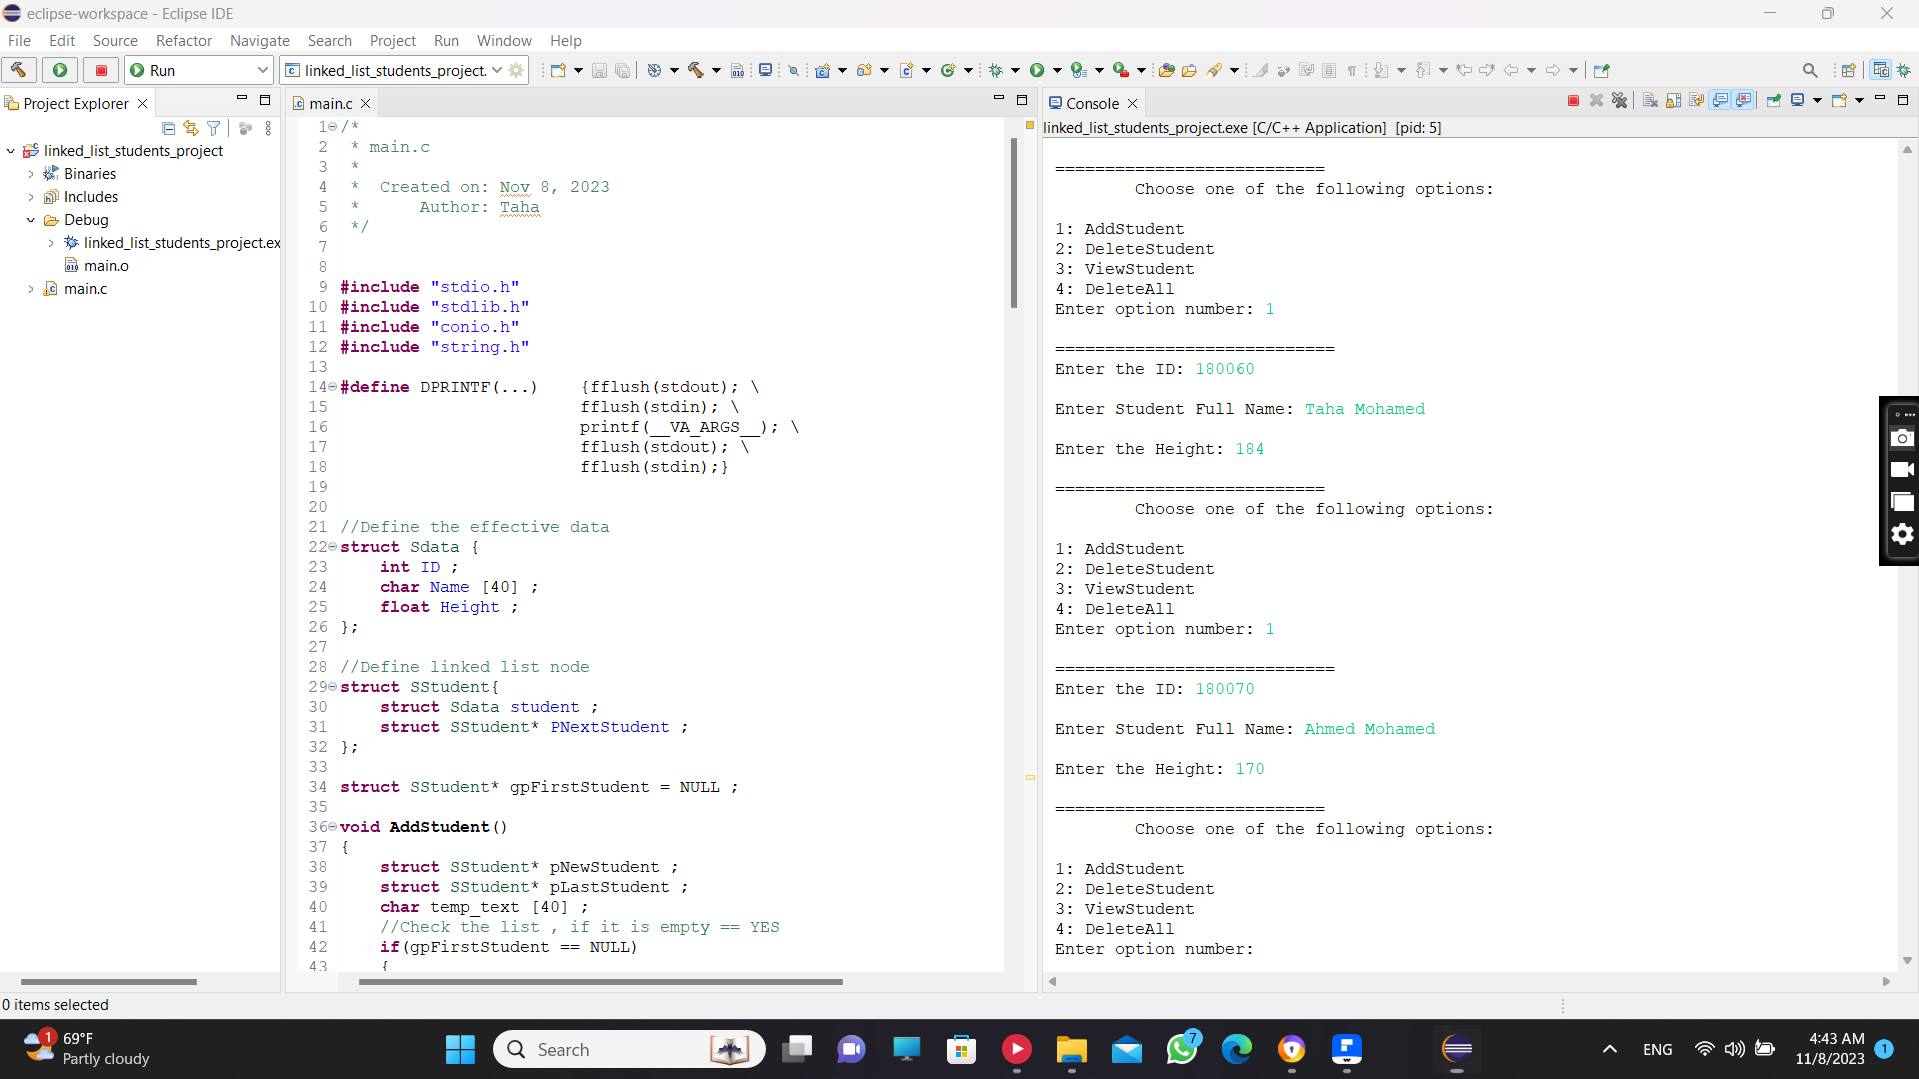 eclipse-workspace - Eclipse IDE
File Edit Source Refactor Navigate Search Project Run Window Help
Run
linked_list_students_project.
Project Explorer
linked_list_students_project
Binaries
Includes
Debug
linked_list_students_project.ex
main.o
main.c
main.c
1 /*
2 * main.c
3 *
4 * Created on: Nov 8, 2023
5 * Author: Taha
6 */
7
8
9 #include "stdio.h"
10 #include "stdlib.h"
11 #include "conio.h"
12 #include "string.h"
13
14 #define DPRINTF(...) {fflush(stdout); \
15 fflush(stdin); \
16 printf(__VA_ARGS__); \
17 fflush(stdout); \
18 fflush(stdin);}
19
20
21 //Define the effective data
22 struct Sdata {
23 int ID ;
24 char Name [40] ;
25 float Height ;
26 };
27
28 //Define linked list node
29 struct SStudent{
30 struct Sdata student ;
31 struct SStudent* PNextStudent ;
32 };
33
34 struct SStudent* gpFirstStudent = NULL ;
35
36 void AddStudent()
37 {
38 struct SStudent* pNewStudent ;
39 struct SStudent* pLastStudent ;
40 char temp_text [40] ;
41 //Check the list , if it is empty == YES
42 if(gpFirstStudent == NULL)
43 {
Console
linked_list_students_project.exe [C/C++ Application] [pid: 5]
===========================
Choose one of the following options:
1: AddStudent
2: DeleteStudent
3: ViewStudent
4: DeleteAll
Enter option number: 1
============================
Enter the ID: 180060
Enter Student Full Name: Taha Mohamed
Enter the Height: 184
===========================
Choose one of the following options:
1: AddStudent
2: DeleteStudent
3: ViewStudent
4: DeleteAll
Enter option number: 1
============================
Enter the ID: 180070
Enter Student Full Name: Ahmed Mohamed
Enter the Height: 170
===========================
Choose one of the following options:
1: AddStudent
2: DeleteStudent
3: ViewStudent
4: DeleteAll
Enter option number:
0 items selected
1
69°F
Partly cloudy
Search
7
ENG
4:43 AM
11/8/2023
1